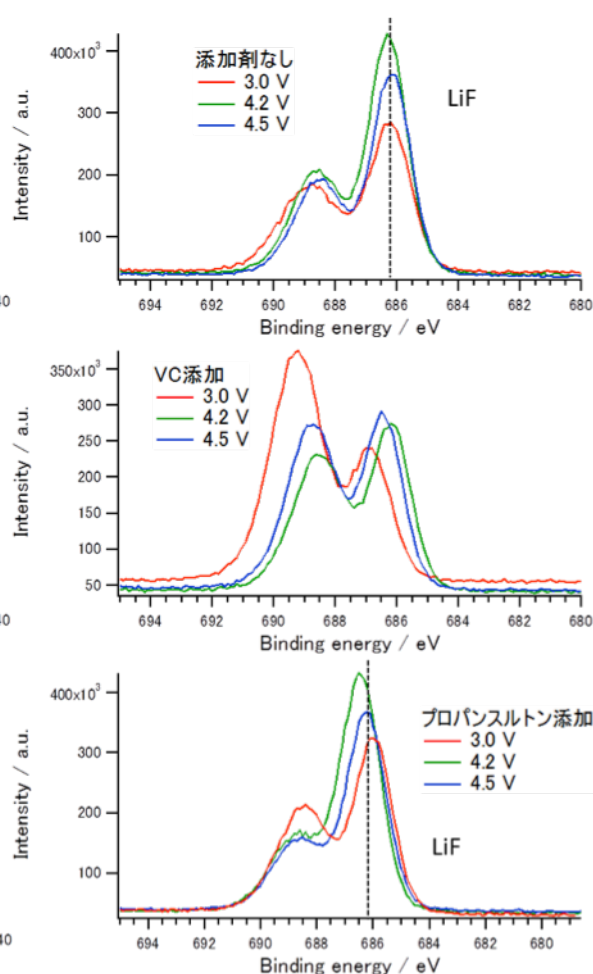 添加剤なし
3.0 V
4.2 V
4.5 V
LiF
400x10³
300
200
100
Intensity / a.u.
694 692 690 688 686 684 682 680
Binding energy / eV
40
VC添加
3.0 V
4.2 V
4.5 V
350x10³
300
250
200
150
100
50
Intensity / a.u.
694 692 690 688 686 684 682 680
Binding energy / eV
40
プロパンスルトン添加
3.0 V
4.2 V
4.5 V
LiF
400x10³
300
200
100
Intensity / a.u.
694 692 690 688 686 684 682 680
Binding energy / eV
40